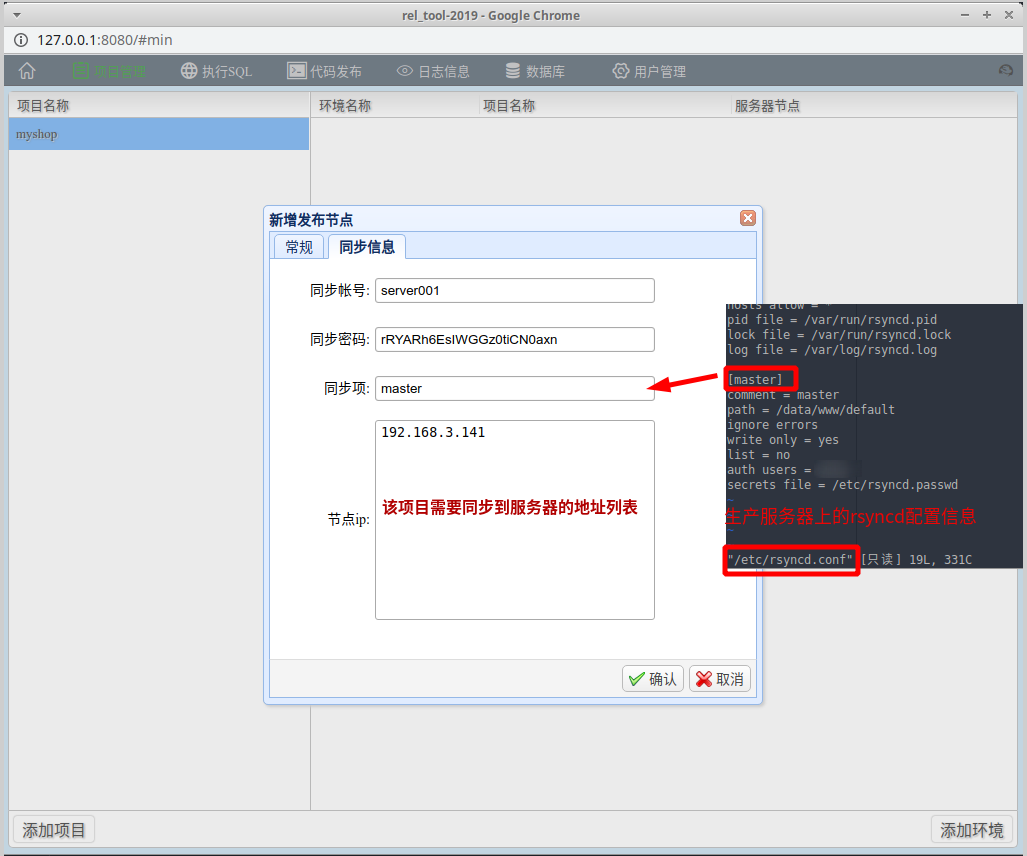 rel_tool-2019 - Google Chrome
127.0.0.1:8080/#min
项目管理 执行SQL 代码发布 日志信息 数据库 用户管理
项目名称 环境名称 项目名称 服务器节点
myshop
新增发布节点
常规 同步信息
同步帐号: server001
同步密码: rRYARh6EsIWGGz0tiCN0axn
同步项: master
节点ip: 192.168.3.141
该项目需要同步到服务器的地址列表
确认 取消
hosts allow = *
pid file = /var/run/rsyncd.pid
lock file = /var/run/rsyncd.lock
log file = /var/log/rsyncd.log
[master]
comment = master
path = /data/www/default
ignore errors
write only = yes
list = no
auth users =
secrets file = /etc/rsyncd.passwd
~
生产服务器上的rsyncd配置信息
~
"/etc/rsyncd.conf" [只读] 19L, 331C
添加项目 添加环境